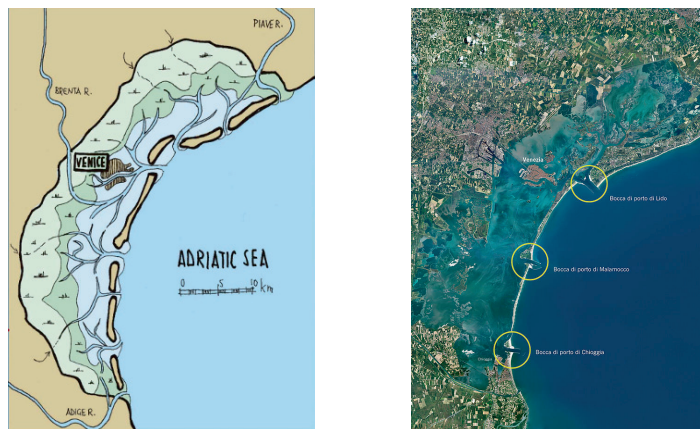 PIAVE R.
BRENTA R.
VENICE
ADRIATIC SEA
0 5 10 km
ADIGE R.
Venezia
Bocca di porto di Lido
Bocca di porto di Malamocco
Bocca di porto di Chioggia
Chioggia